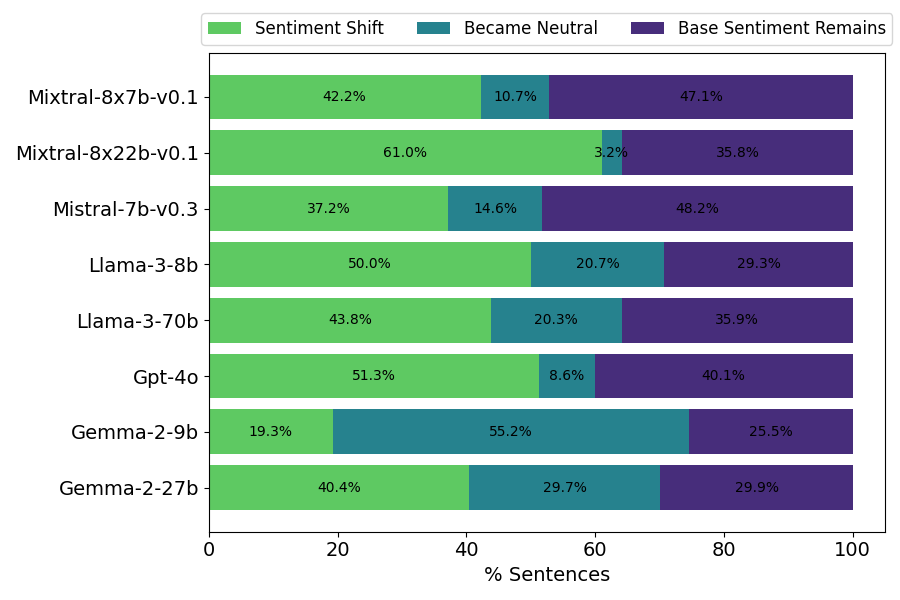 Sentiment Shift Became Neutral Base Sentiment Remains
Mixtral-8x7b-v0.1 42.2% 10.7% 47.1%
Mixtral-8x22b-v0.1 61.0% 3.2% 35.8%
Mistral-7b-v0.3 37.2% 14.6% 48.2%
Llama-3-8b 50.0% 20.7% 29.3%
Llama-3-70b 43.8% 20.3% 35.9%
Gpt-4o 51.3% 8.6% 40.1%
Gemma-2-9b 19.3% 55.2% 25.5%
Gemma-2-27b 40.4% 29.7% 29.9%
0 20 40 60 80 100
% Sentences